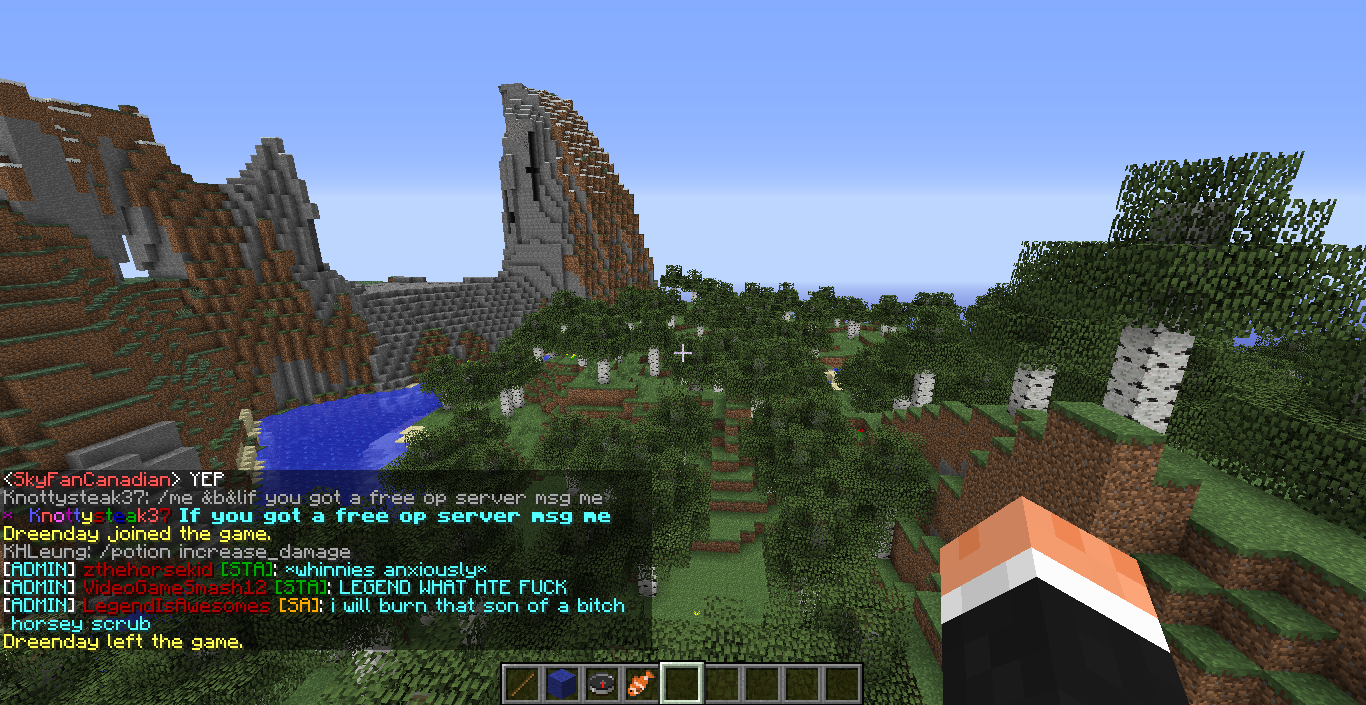 <SkyFanCanadian> YEP
Knottysteak37: /me &b&lif you got a free op server msg me
* Knottysteak37 If you got a free op server msg me
Dreenday joined the game.
KHLeung: /potion increase_damage
[ADMIN] zthehorsekid [STA]: *whinnies anxiously*
[ADMIN] VideoGameSmash12 [STA]: LEGEND WHAT HTE FUCK
[ADMIN] LegendIsAwesomes [SA]: i will burn that son of a bitch
horsey scrub
Dreenday left the game.